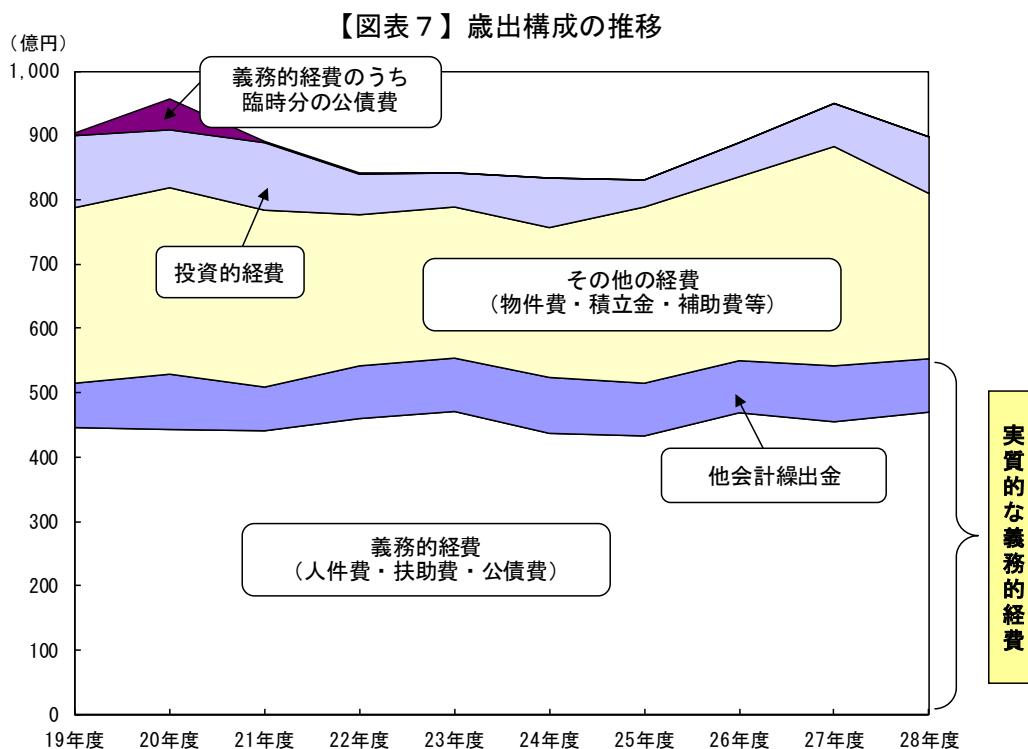 【図表７】歳出構成の推移
（億円）
1,000
900
800
700
600
500
400
300
200
100
0
義務的経費のうち
臨時分の公債費
投資的経費
その他の経費
（物件費・積立金・補助費等）
他会計繰出金
義務的経費
（人件費・扶助費・公債費）
実質的な義務的経費
19年度 20年度 21年度 22年度 23年度 24年度 25年度 26年度 27年度 28年度